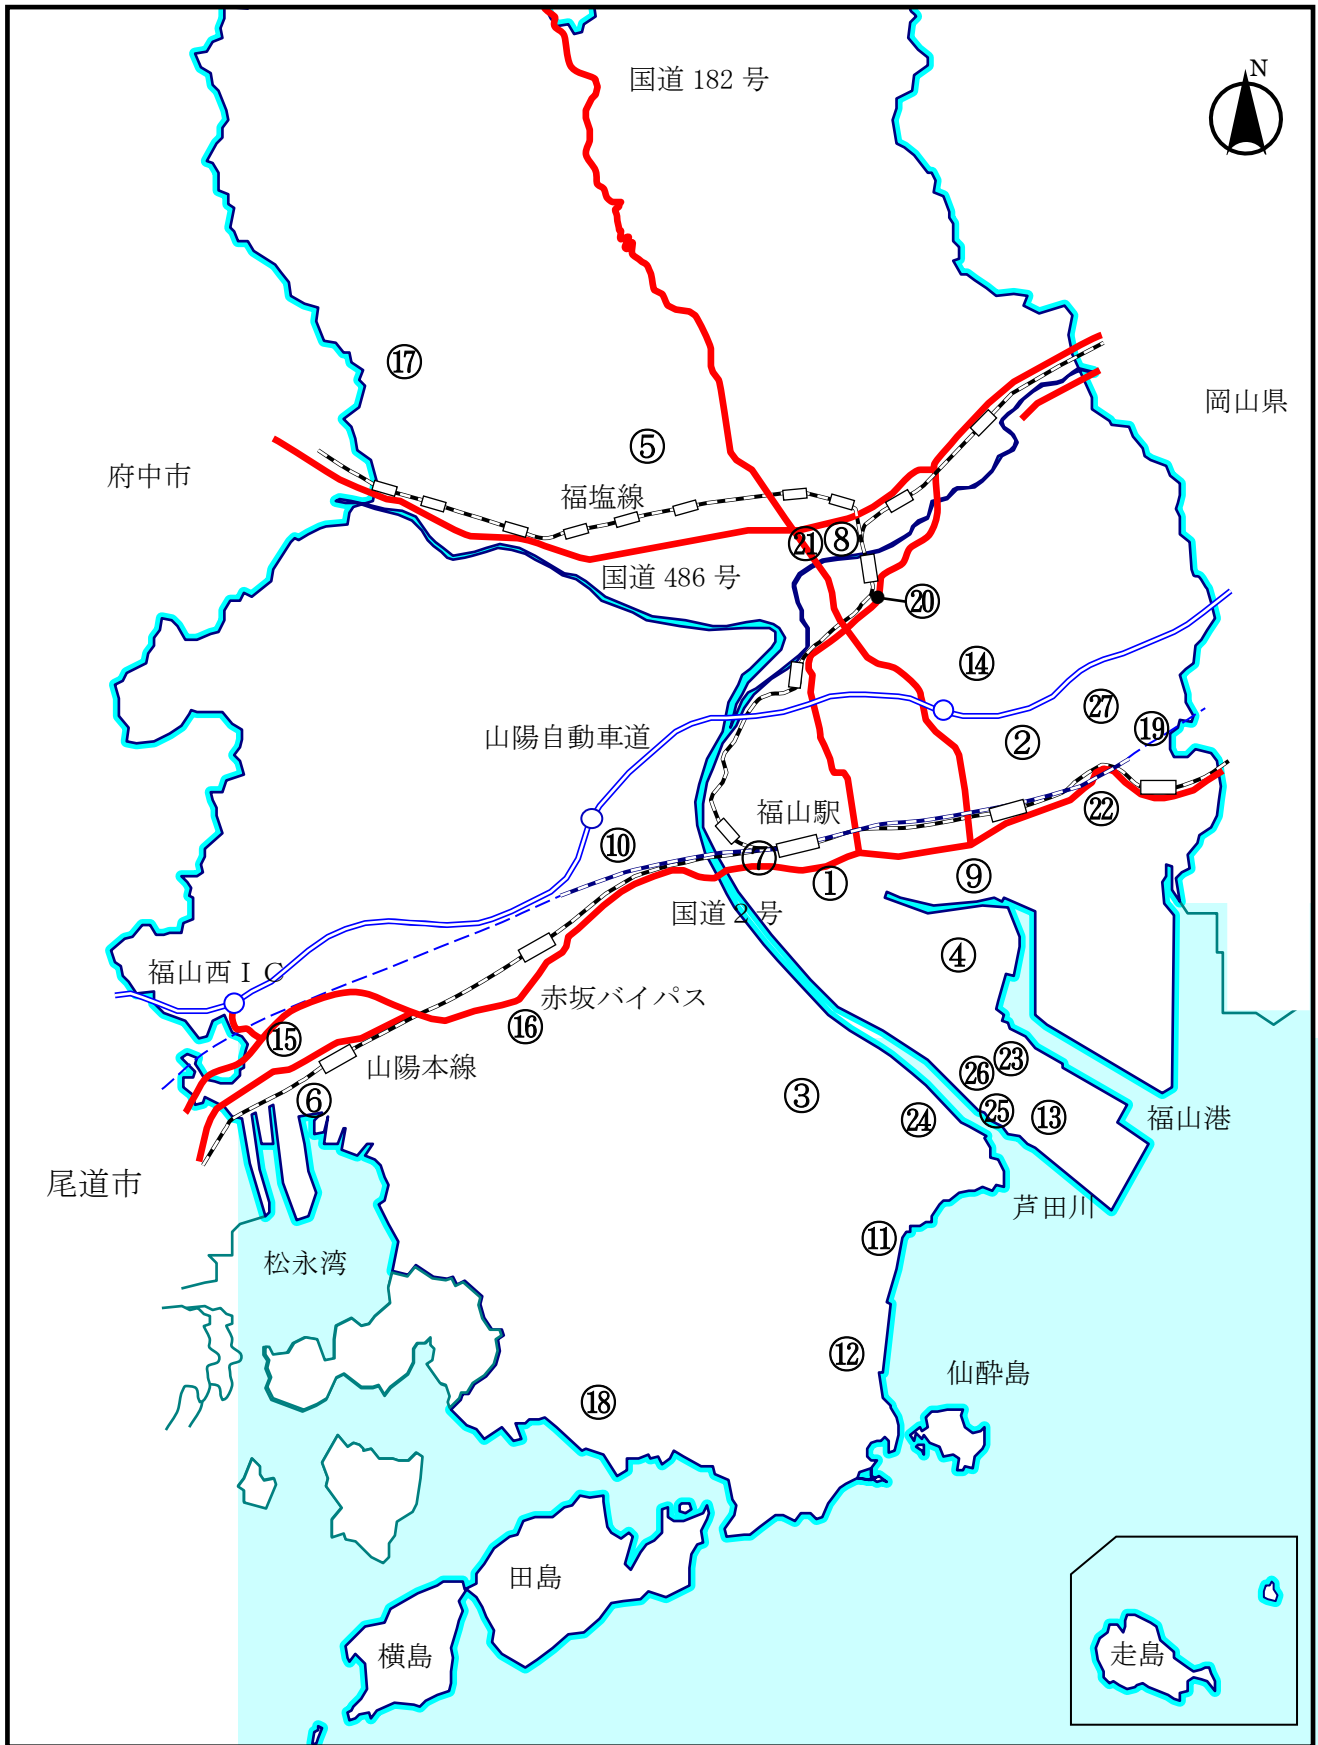 N
国道 182 号
⑰
岡山県
⑤
府中市
福塩線
㉑
⑧
国道 486 号
⑳
⑭
㉗
⑲
山陽自動車道
②
福山駅
㉒
⑩
⑦
①
⑨
国道 2 号
④
福山西ＩＣ
赤坂バイパス
⑯
⑮
山陽本線
㉓
㉖
③
⑥
㉔
㉕
⑬
福山港
尾道市
芦田川
⑪
松永湾
⑫
仙酔島
⑱
田島
横島
走島